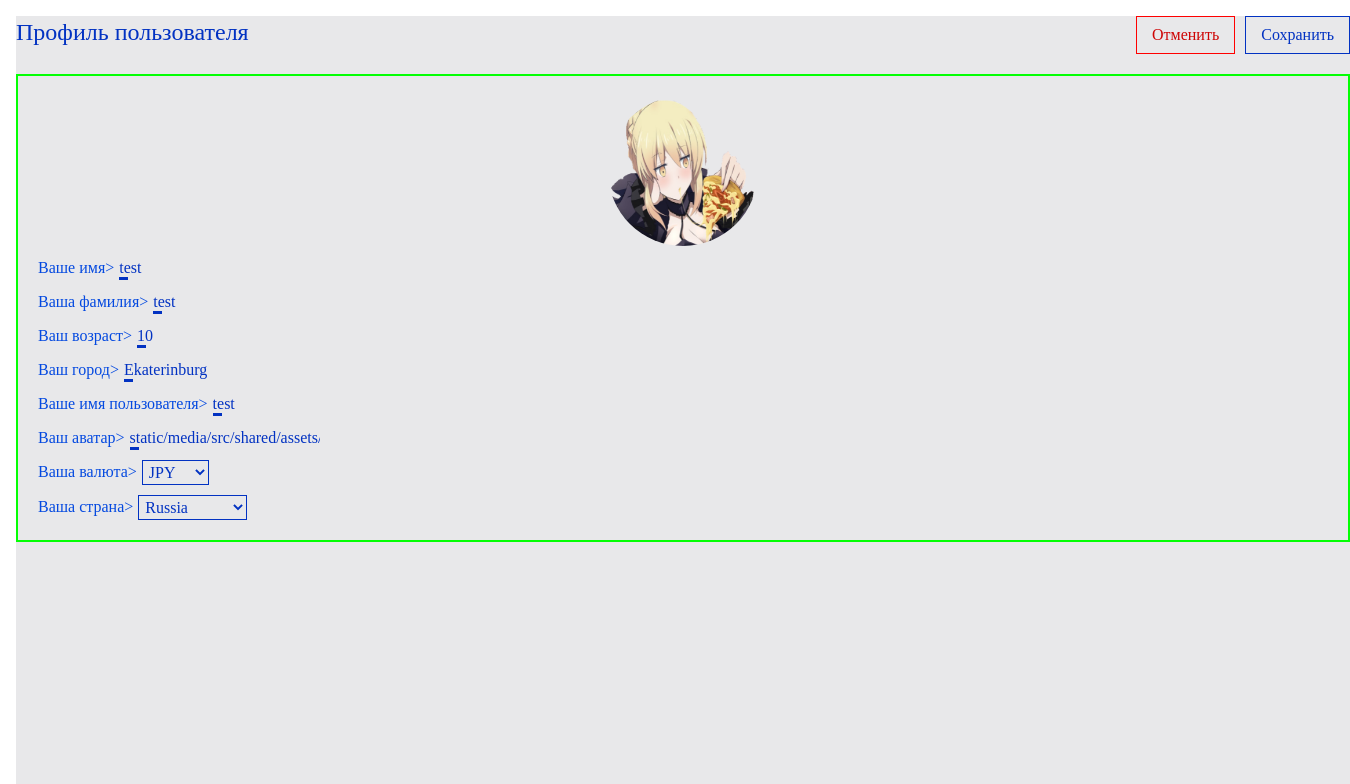 Профиль пользователя
Отменить
Сохранить
Ваше имя> test
Ваша фамилия> test
Ваш возраст> 10
Ваш город> Ekaterinburg
Ваше имя пользователя> test
Ваш аватар> static/media/src/shared/assets/
Ваша валюта> JPY
Ваша страна> Russia